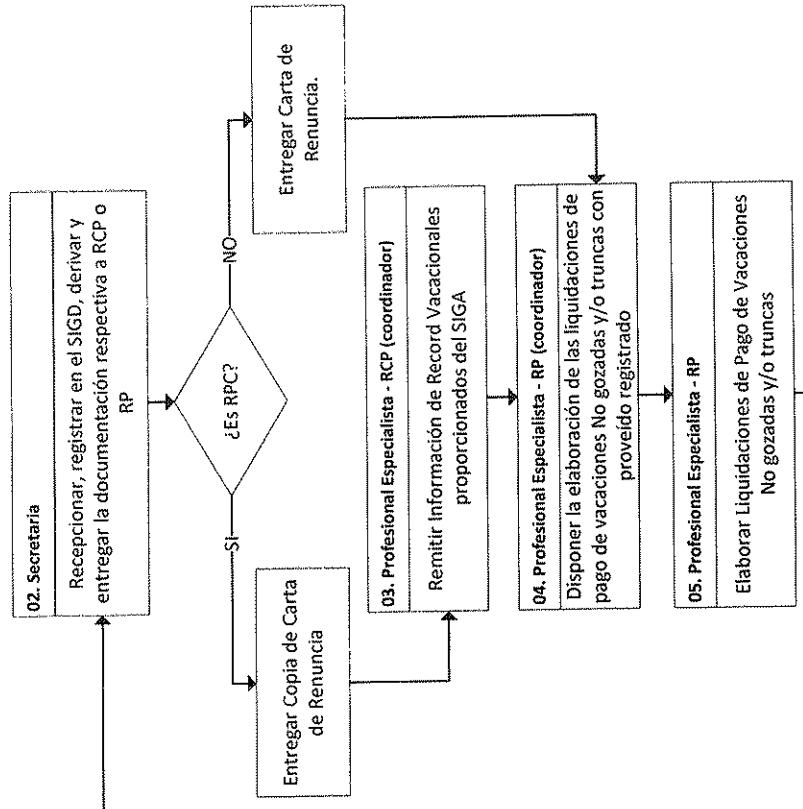 02. Secretaria
Recepcionar, registrar en el SIGD, derivar y
entregar la documentación respectiva a RCP o
RP
¿Es RPC?
SI
NO
Entregar Copia de Carta
de Renuncia
Entregar Carta de
Renuncia.
03. Profesional Especialista - RCP (coordinador)
Remitir Información de Record Vacacionales
proporcionados del SIGA
04. Profesional Especialista - RP (coordinador)
Disponer la elaboración de las liquidaciones de
pago de vacaciones No gozadas y/o truncas con
proveído registrado
05. Profesional Especialista - RP
Elaborar Liquidaciones de Pago de Vacaciones
No gozadas y/o truncas